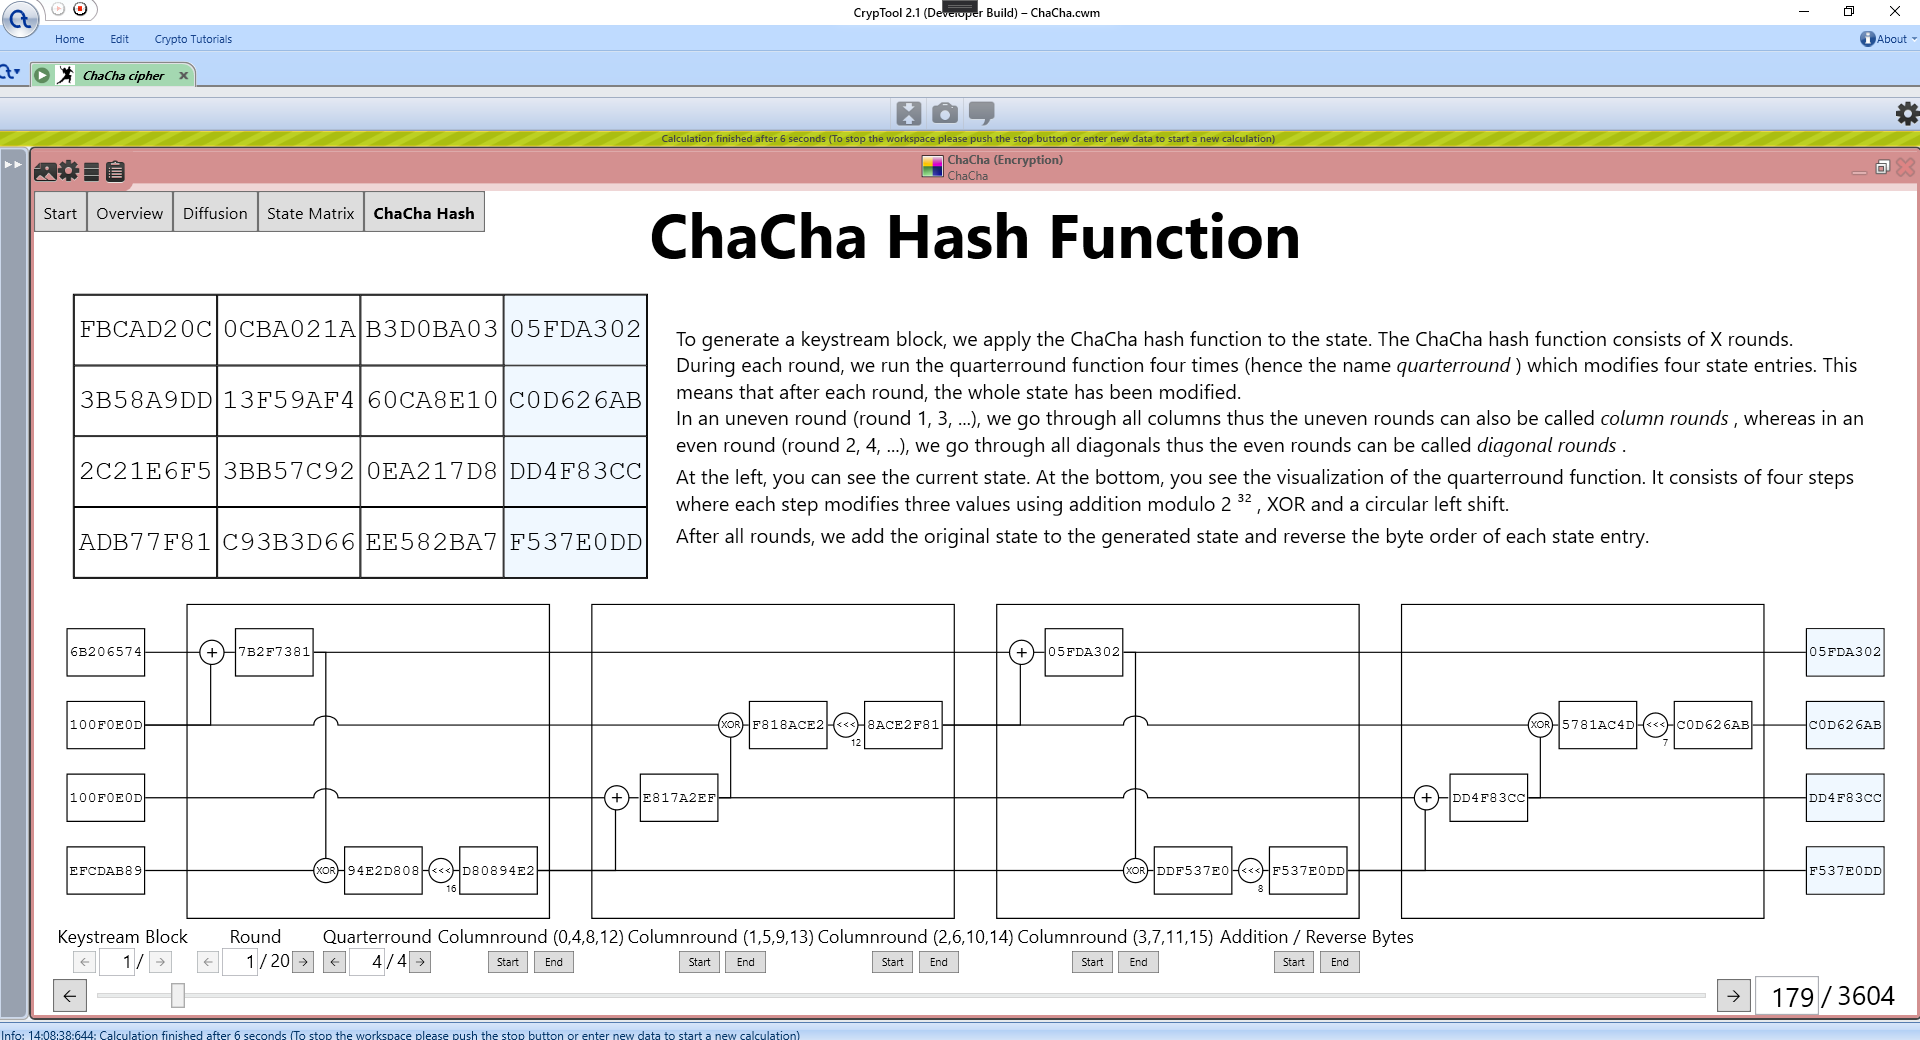 CrypTool 2.1 (Developer Build) – ChaCha.cwm
Home Edit Crypto Tutorials About
ChaCha cipher
Calculation finished after 6 seconds (To stop the workspace please push the stop button or enter new data to start a new calculation)
ChaCha (Encryption)
ChaCha
Start Overview Diffusion State Matrix ChaCha Hash
ChaCha Hash Function
FBCAD20C 0CBA021A B3D0BA03 05FDA302
3B58A9DD 13F59AF4 60CA8E10 C0D626AB
2C21E6F5 3BB57C92 0EA217D8 DD4F83CC
ADB77F81 C93B3D66 EE582BA7 F537E0DD
To generate a keystream block, we apply the ChaCha hash function to the state. The ChaCha hash function consists of X rounds.
During each round, we run the quarterround function four times (hence the name quarterround ) which modifies four state entries. This
means that after each round, the whole state has been modified.
In an uneven round (round 1, 3, ...), we go through all columns thus the uneven rounds can also be called column rounds , whereas in an
even round (round 2, 4, ...), we go through all diagonals thus the even rounds can be called diagonal rounds .
At the left, you can see the current state. At the bottom, you see the visualization of the quarterround function. It consists of four steps
where each step modifies three values using addition modulo 2 ³² , XOR and a circular left shift.
After all rounds, we add the original state to the generated state and reverse the byte order of each state entry.
6B206574 + 7B2F7381 + 05FDA302 05FDA302
100F0E0D XOR F818ACE2 <<< 12 8ACE2F81 XOR 5781AC4D <<< 7 C0D626AB C0D626AB
100F0E0D + E817A2EF + DD4F83CC DD4F83CC
EFCDAB89 XOR 94E2D808 <<< 16 D80894E2 XOR DDF537E0 <<< 8 F537E0DD F537E0DD
Keystream Block Round Quarterround Columnround (0,4,8,12) Columnround (1,5,9,13) Columnround (2,6,10,14) Columnround (3,7,11,15) Addition / Reverse Bytes
← 1 / → ← 1 / 20 → ← 4 / 4 → Start End Start End Start End Start End Start End
← → 179 / 3604
Info: 14:08:38:644: Calculation finished after 6 seconds (To stop the workspace please push the stop button or enter new data to start a new calculation)